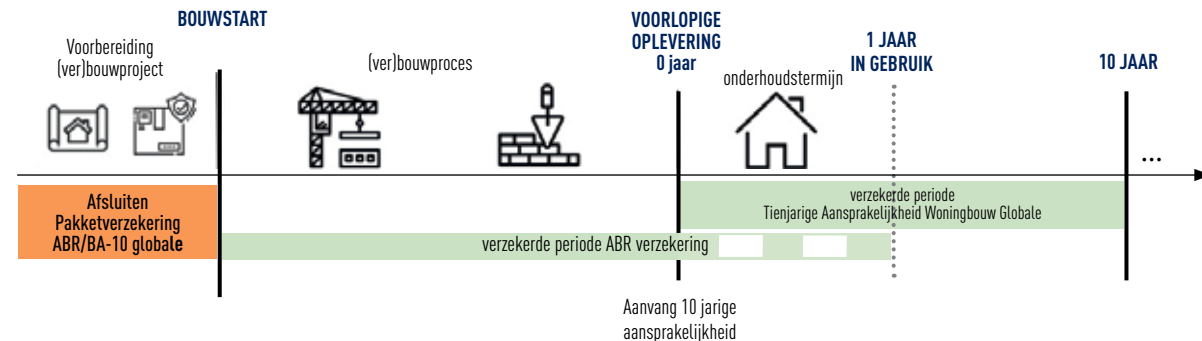 BOUWSTART
Voorbereiding
(ver)bouwproject
(ver)bouwproces
VOORLOPIGE
OPLEVERING
0 jaar
onderhoudstermijn
1 JAAR
IN GEBRUIK
10 JAAR
...
Afsluiten
Pakketverzekering
ABR/BA-10 globale
verzekerde periode
Tienjarige Aansprakelijkheid Woningbouw Globale
verzekerde periode ABR verzekering
Aanvang 10 jarige
aansprakelijkheid